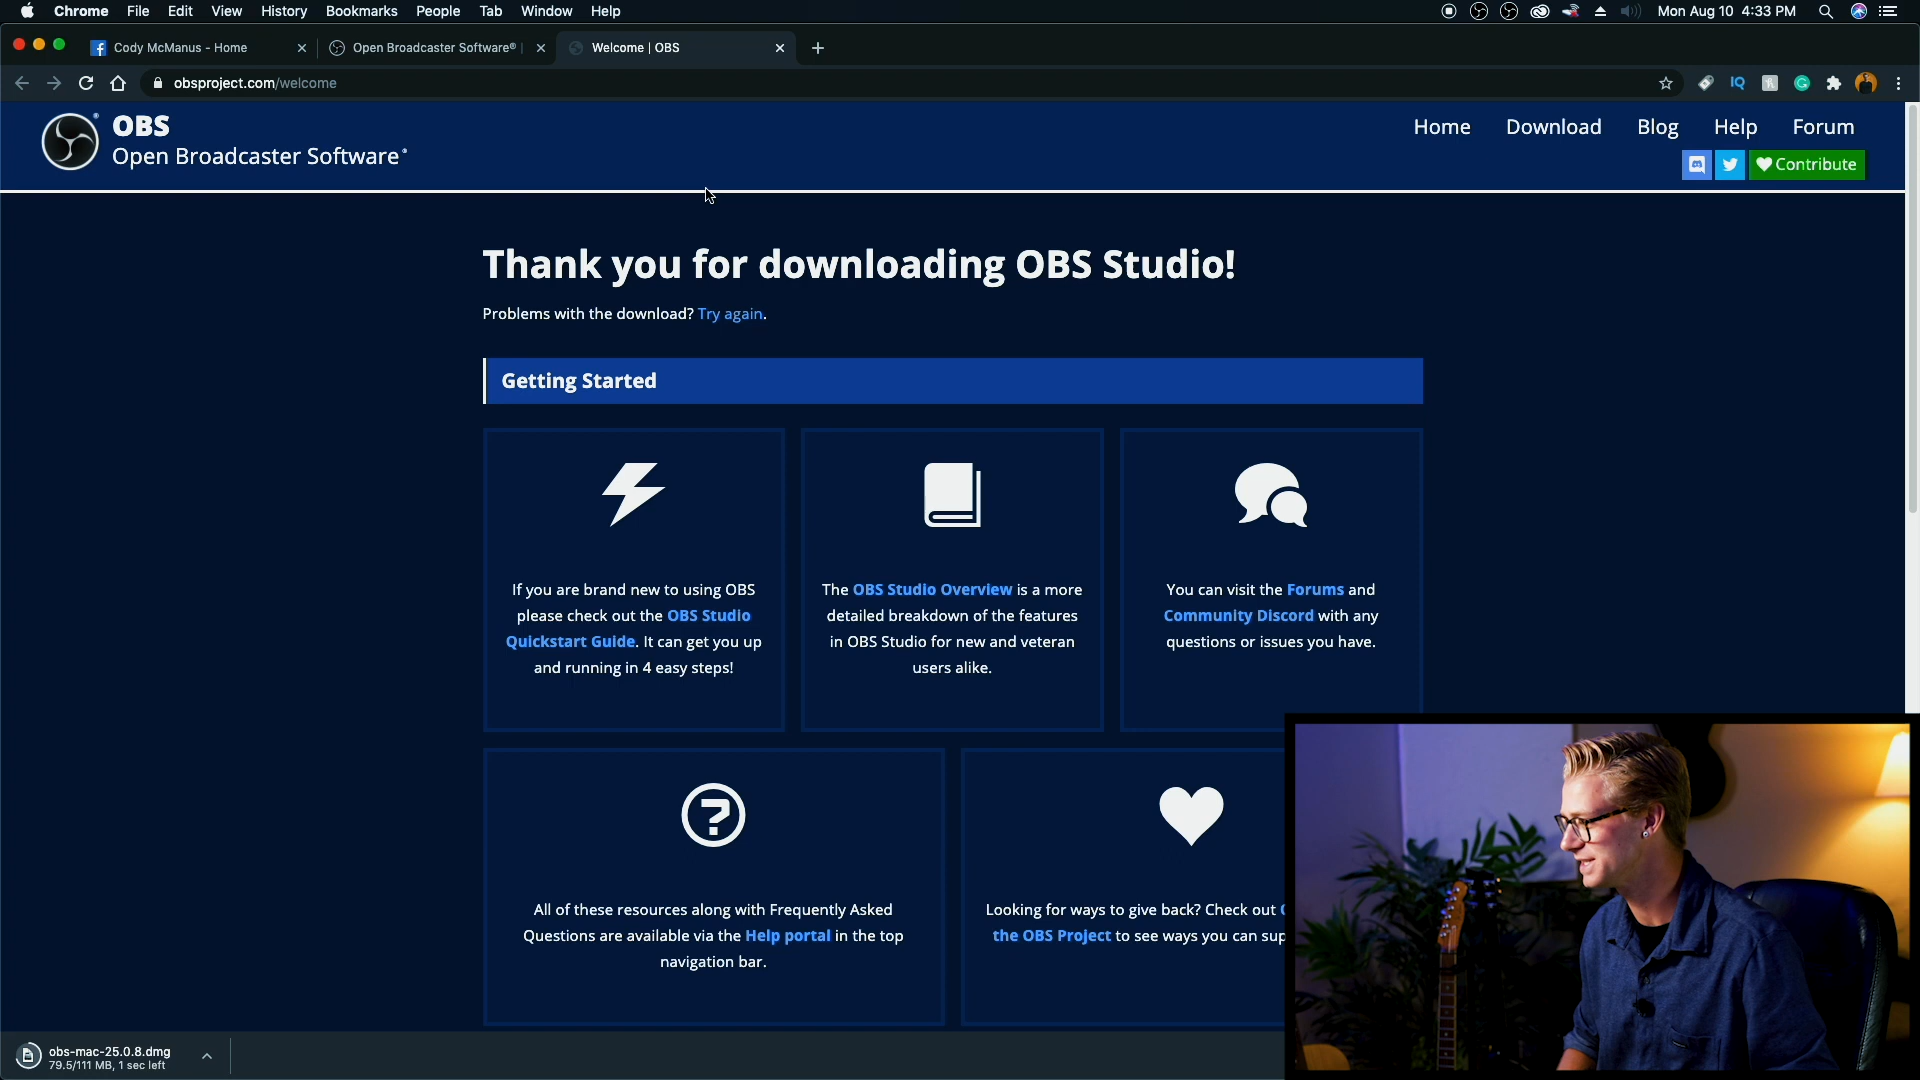 Chrome File Edit View History Bookmarks People Tab Window Help
Mon Aug 10 4:33 PM
Cody McManus - Home
Open Broadcaster Software®
Welcome | OBS
obsproject.com/welcome
IQ
OBS
Open Broadcaster Software®
Home Download Blog Help Forum
Contribute
Thank you for downloading OBS Studio!
Problems with the download? Try again.
Getting Started
If you are brand new to using OBS
please check out the OBS Studio
Quickstart Guide. It can get you up
and running in 4 easy steps!
The OBS Studio Overview is a more
detailed breakdown of the features
in OBS Studio for new and veteran
users alike.
You can visit the Forums and
Community Discord with any
questions or issues you have.
All of these resources along with Frequently Asked
Questions are available via the Help portal in the top
navigation bar.
Looking for ways to give back? Check out
the OBS Project to see ways you can sup
obs-mac-25.0.8.dmg
79.5/111 MB, 1 sec left